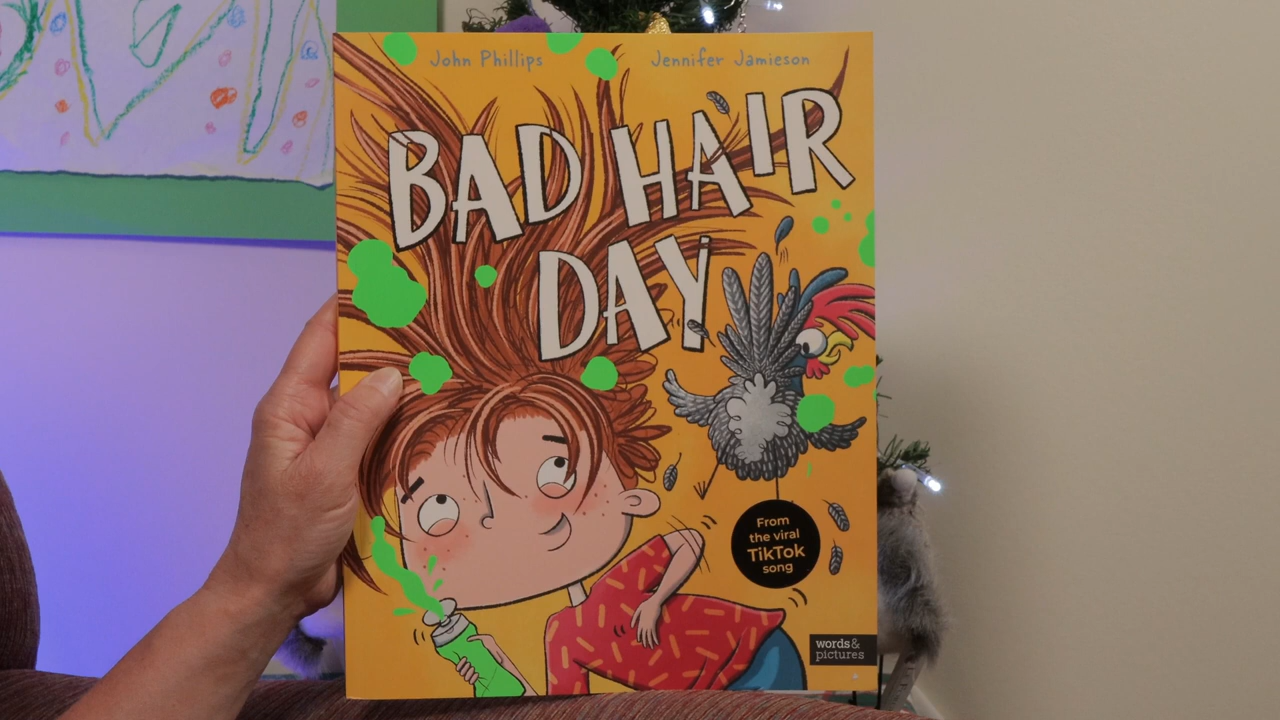 John Phillips
Jennifer Jamieson
BAD HAIR
DAY
From
the viral
TikTok
song
words&
pictures